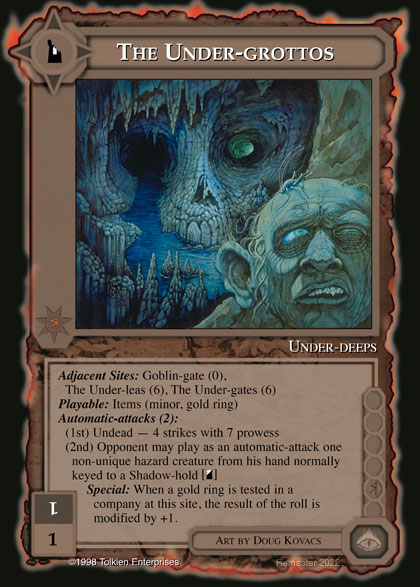 THE UNDER-GROTTOS
UNDER-DEEPS
Adjacent Sites: Goblin-gate (0),
The Under-leas (6), The Under-gates (6)
Playable: Items (minor, gold ring)
Automatic-attacks (2):
(1st) Undead — 4 strikes with 7 prowess
(2nd) Opponent may play as an automatic-attack one
non-unique hazard creature from his hand normally
keyed to a Shadow-hold []
Special: When a gold ring is tested in a
company at this site, the result of the roll is
modified by +1.
1
1
ART BY DOUG KOVACS
©1998 Tolkien Enterprises
Remaster 2022